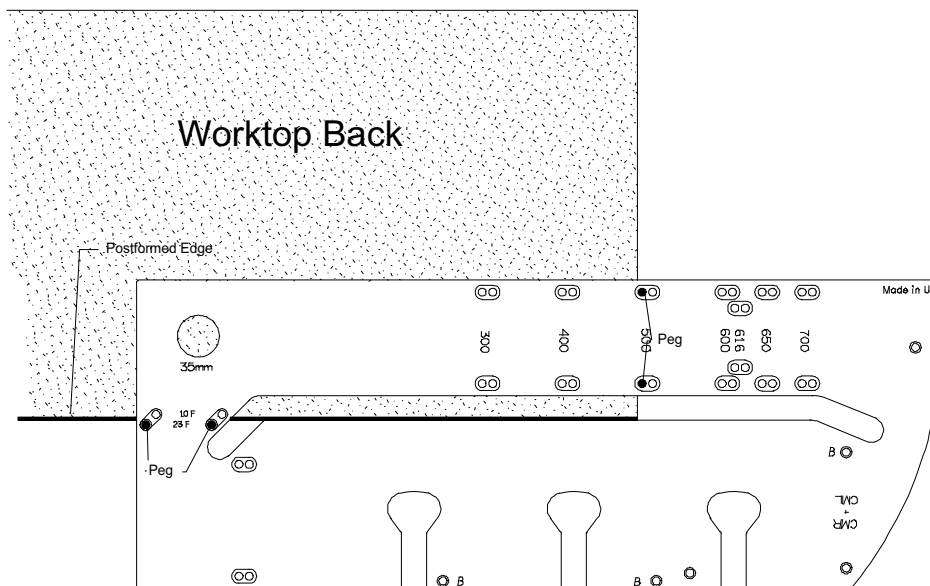 Worktop Back
Postformed Edge
Made in U
300
400
500
Peg
600
616
650
700
35mm
10 F
23 F
Peg
B
CML
+
CMR
B
B